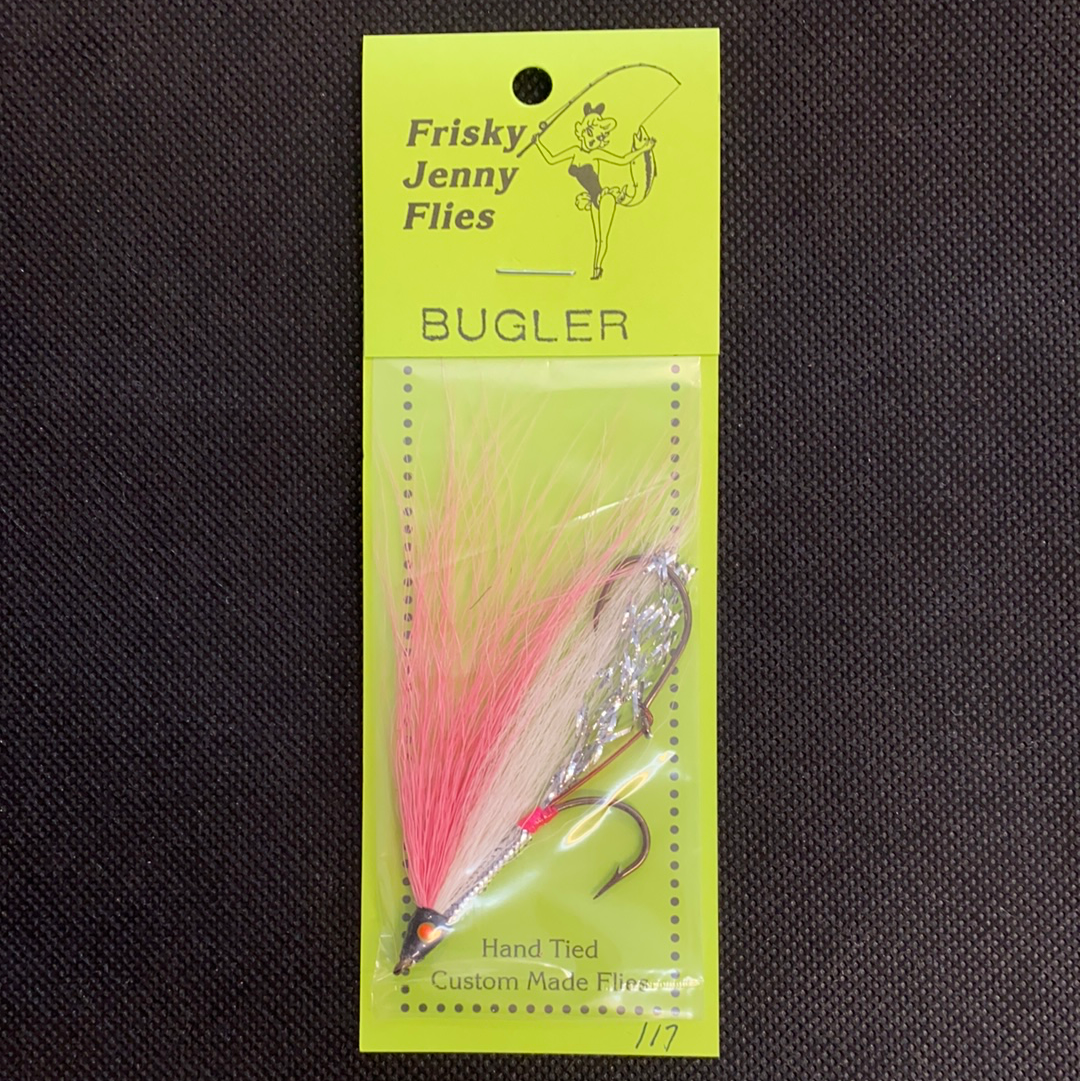 Frisky
Jenny
Flies
BUGLER
Hand Tied
Custom Made Flies
117